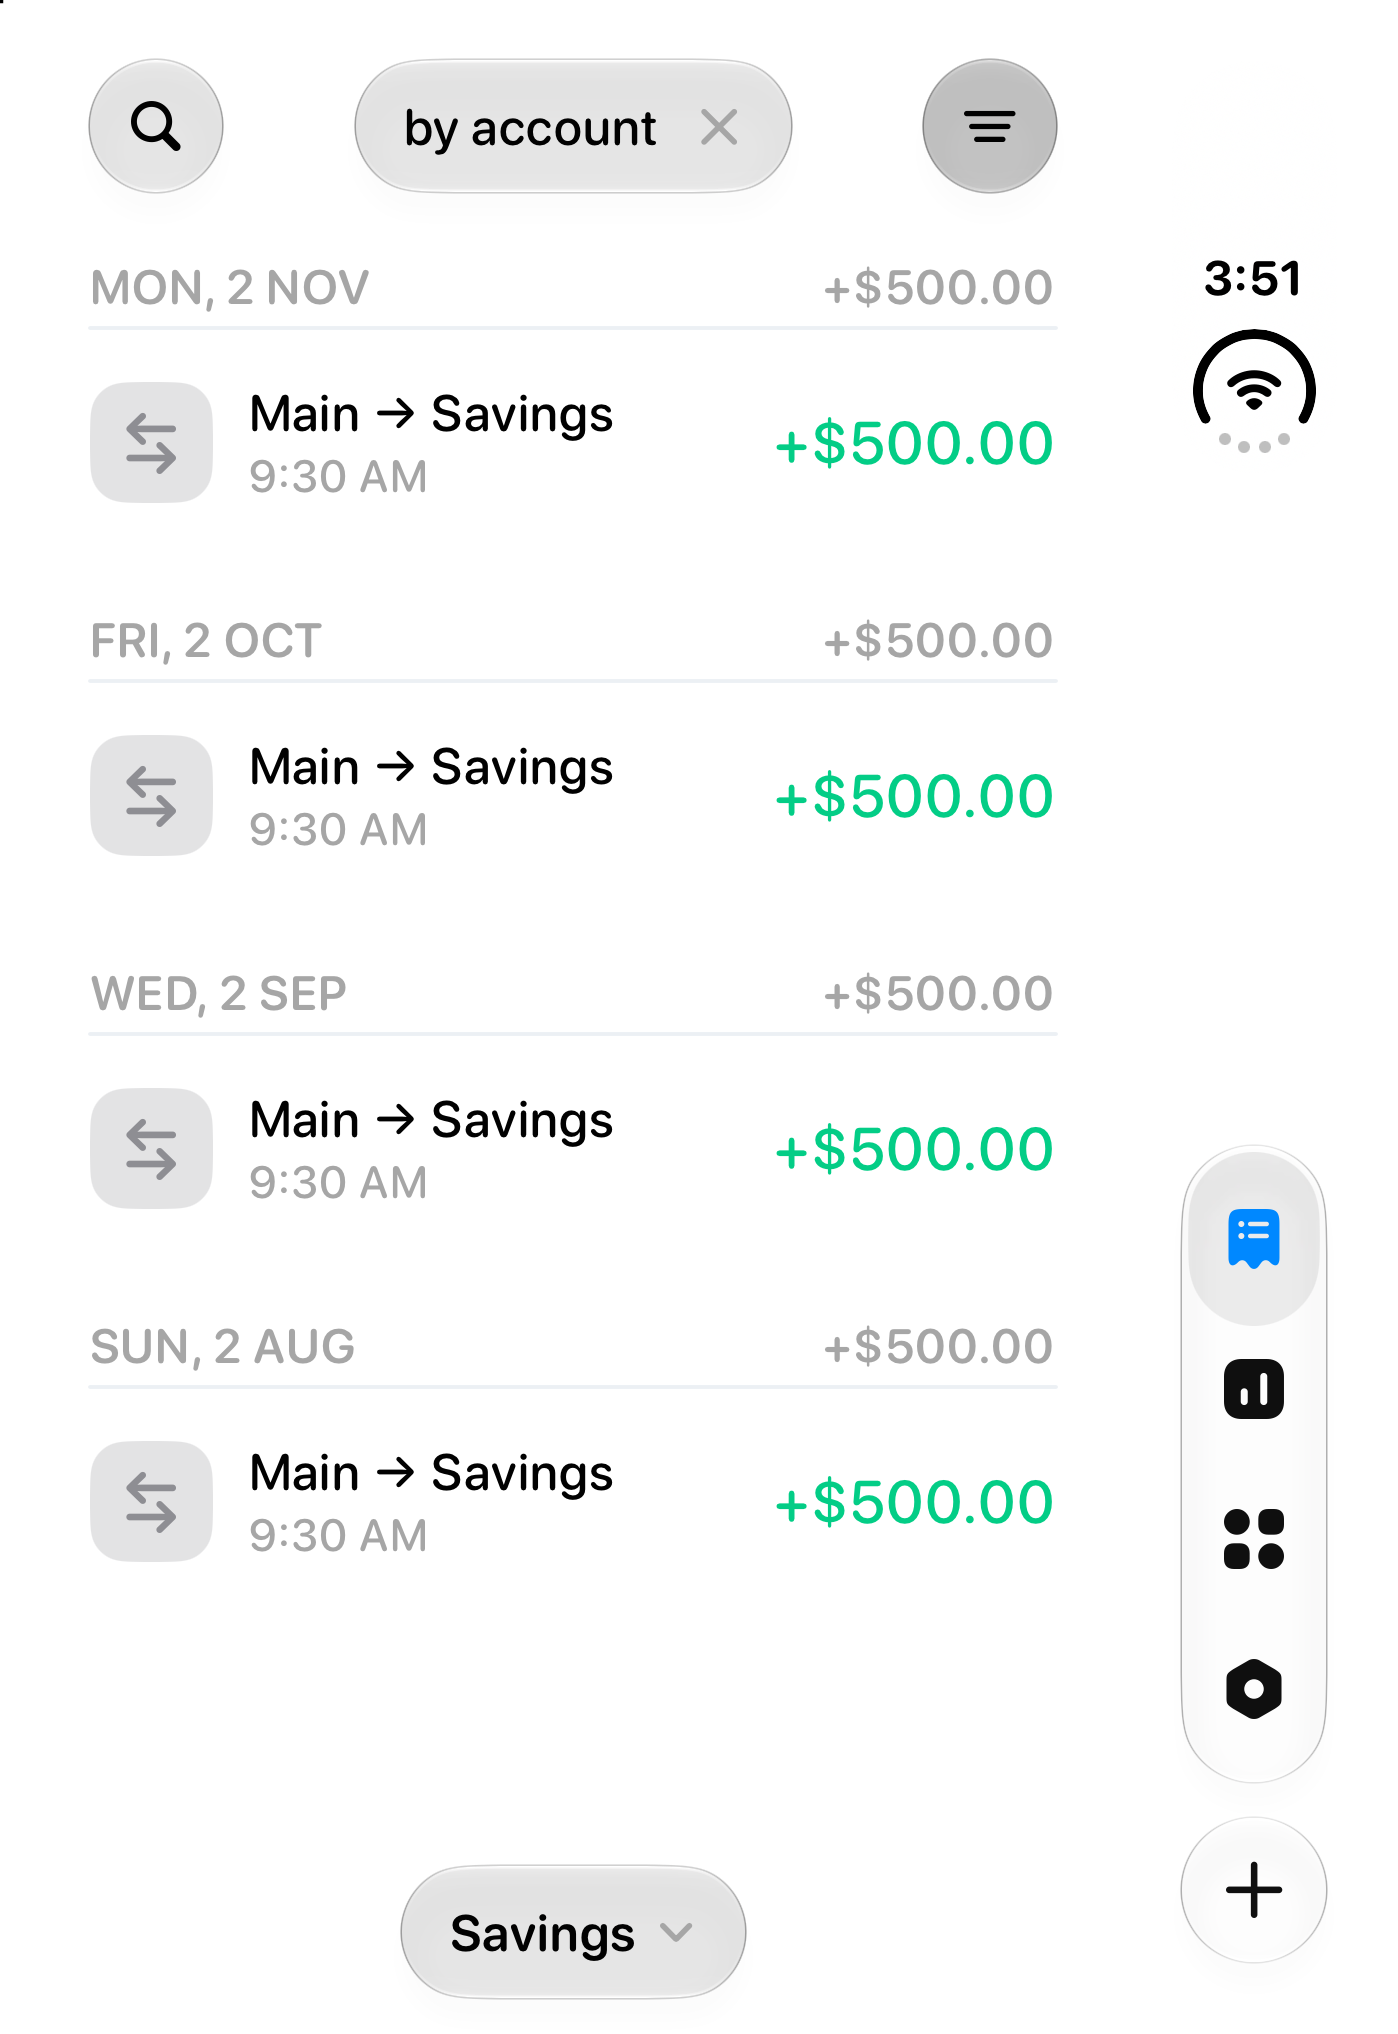 by account
MON, 2 NOV +$500.00
3:51
Main → Savings
9:30 AM
+$500.00
FRI, 2 OCT +$500.00
Main → Savings
9:30 AM
+$500.00
WED, 2 SEP +$500.00
Main → Savings
9:30 AM
+$500.00
SUN, 2 AUG +$500.00
Main → Savings
9:30 AM
+$500.00
Savings